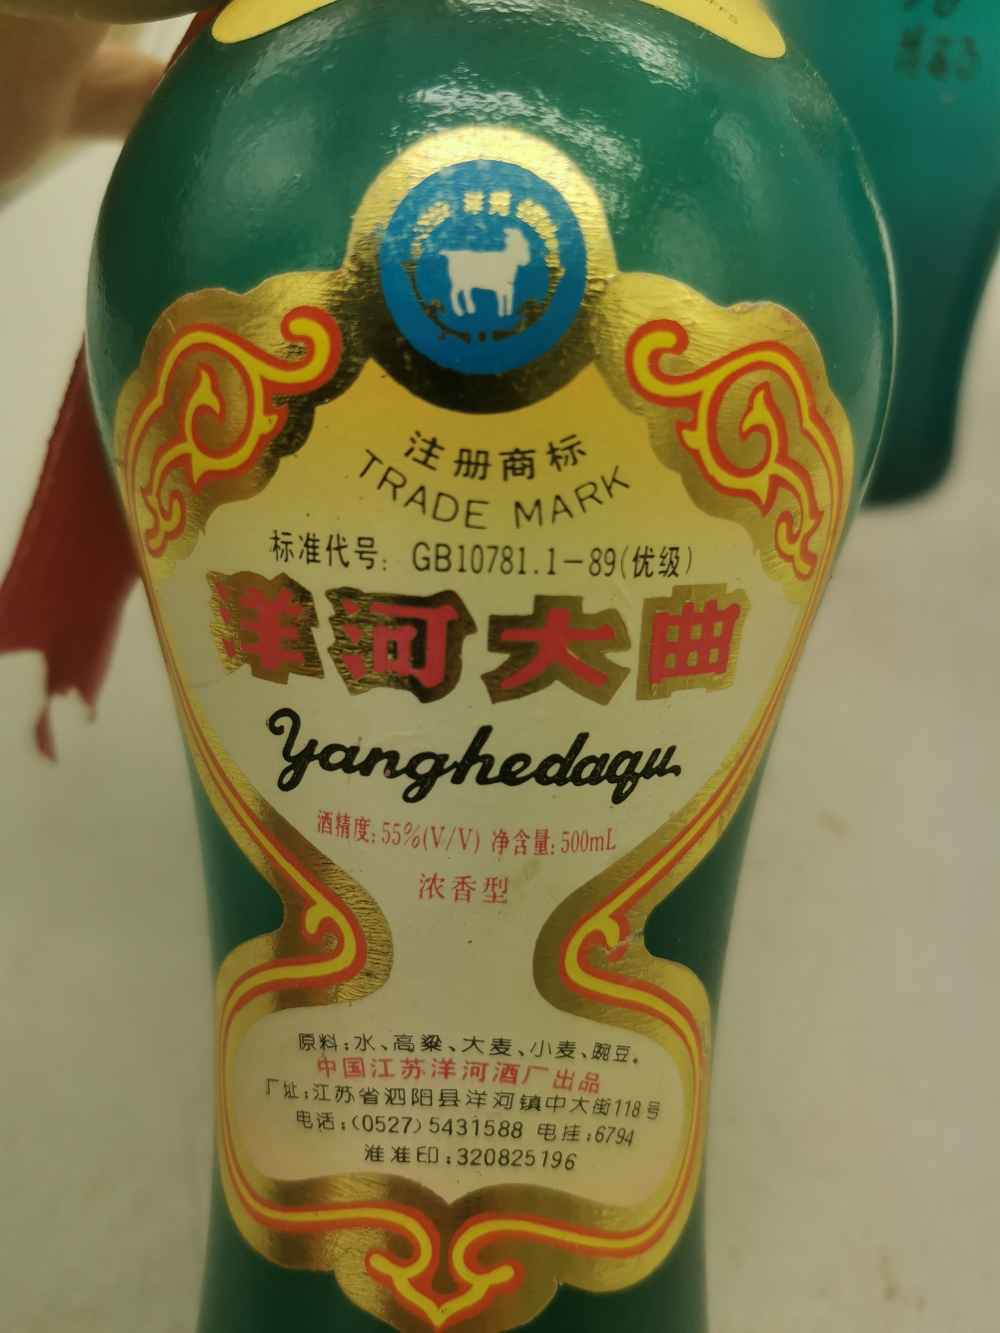 洋河
注册商标
TRADE MARK
标准代号: GB10781.1-89(优级)
洋河大曲
Yanghedaqu
酒精度: 55%(V/V) 净含量: 500mL
浓香型
原料:水、高粱、大麦、小麦、豌豆。
中国江苏洋河酒厂出品
厂址:江苏省泗阳县洋河镇中大街118号
电话:(0527)5431588 电挂:6794
淮准印:320825196